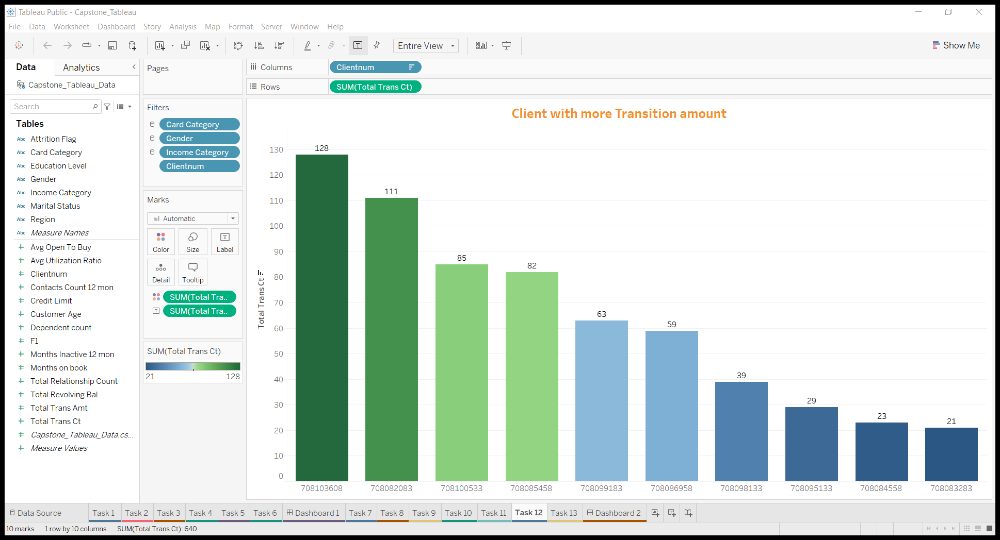 Tableau Public - Capstone_Tableau
File Data Worksheet Dashboard Story Analysis Map Format Server Window Help
Entire View
Show Me
Data Analytics
Capstone_Tableau_Data
Search
Tables
Abc Attrition Flag
Abc Card Category
Abc Education Level
Abc Gender
Abc Income Category
Abc Marital Status
Abc Region
Abc Measure Names
# Avg Open To Buy
# Avg Utilization Ratio
# Clientnum
# Contacts Count 12 mon
# Credit Limit
# Customer Age
# Dependent count
# F1
# Months Inactive 12 mon
# Months on book
# Total Relationship Count
# Total Revolving Bal
# Total Trans Amt
# Total Trans Ct
# Capstone_Tableau_Data.cs...
# Measure Values
Pages
Filters
Card Category
Gender
Income Category
Clientnum
Marks
Automatic
Color Size Label
Detail Tooltip
SUM(Total Tra..
SUM(Total Tra..
SUM(Total Trans Ct)
21 128
Columns Clientnum
Rows SUM(Total Trans Ct)
Client with more Transition amount
Total Trans Ct
130
120
110
100
90
80
70
60
50
40
30
20
10
0
128 111 85 82 63 59 39 29 23 21
708103608 708082083 708100533 708085458 708099183 708086958 708098133 708095133 708084558 708083283
Data Source Task 1 Task 2 Task 3 Task 4 Task 5 Task 6 Dashboard 1 Task 7 Task 8 Task 9 Task 10 Task 11 Task 12 Task 13 Dashboard 2
10 marks 1 row by 10 columns SUM(Total Trans Ct): 640